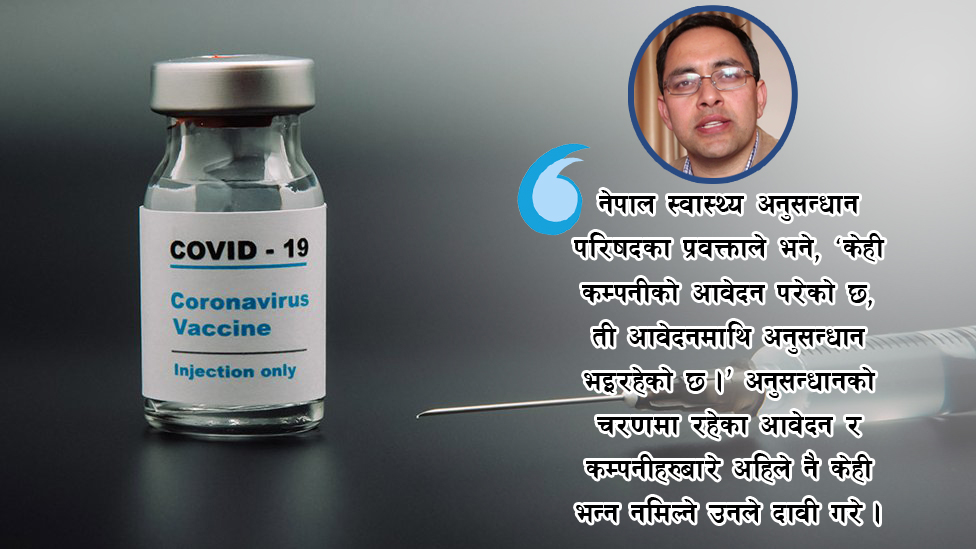 COVID - 19
Coronavirus
Vaccine
Injection only
नेपाल स्वास्थ्य अनुसन्धान
परिषदका प्रवक्ताले भने, ‘केही
कम्पनीको आवेदन परेको छ,
ती आवेदनमाथि अनुसन्धान
भइरहेको छ ।’ अनुसन्धानको
चरणमा रहेका आवेदन र
कम्पनीहरुबारे अहिले नै केही
भन्न नमिल्ने उनले दावी गरे ।